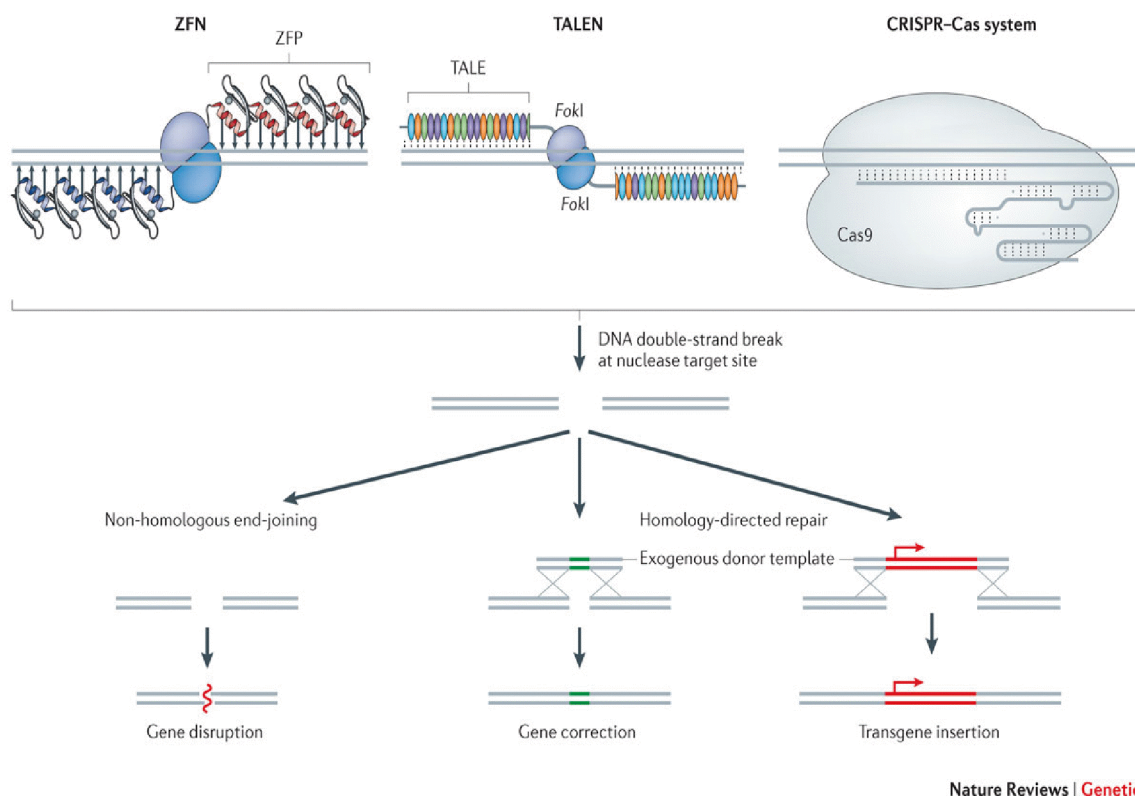 ZFN
TALEN
CRISPR–Cas system
ZFP
TALE
FokI
FokI
Cas9
DNA double-strand break
at nuclease target site
Non-homologous end-joining
Homology-directed repair
Exogenous donor template
Gene disruption
Gene correction
Transgene insertion
Nature Reviews | Genetic